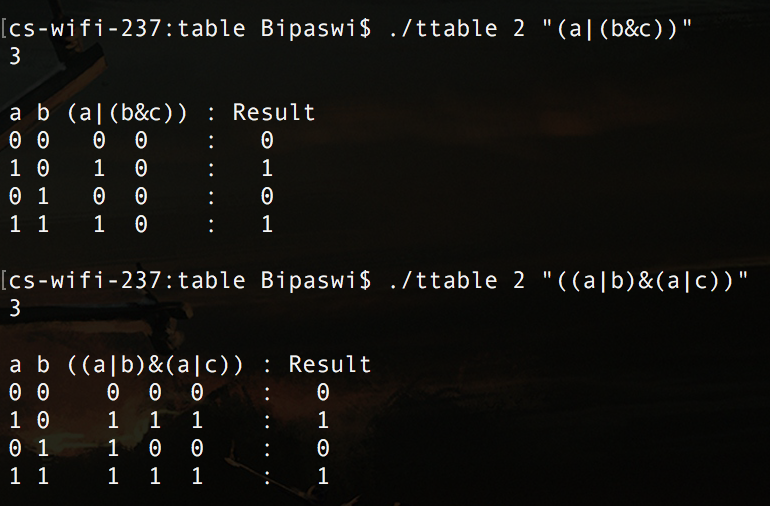 [cs-wifi-237:table Bipaswi$ ./ttable 2 "(a|(b&c))"
3
a b (a|(b&c)) : Result
0 0 0 0 : 0
1 0 1 0 : 1
0 1 0 0 : 0
1 1 1 0 : 1
[cs-wifi-237:table Bipaswi$ ./ttable 2 "((a|b)&(a|c))"
3
a b ((a|b)&(a|c)) : Result
0 0 0 0 0 : 0
1 0 1 1 1 : 1
0 1 1 0 0 : 0
1 1 1 1 1 : 1